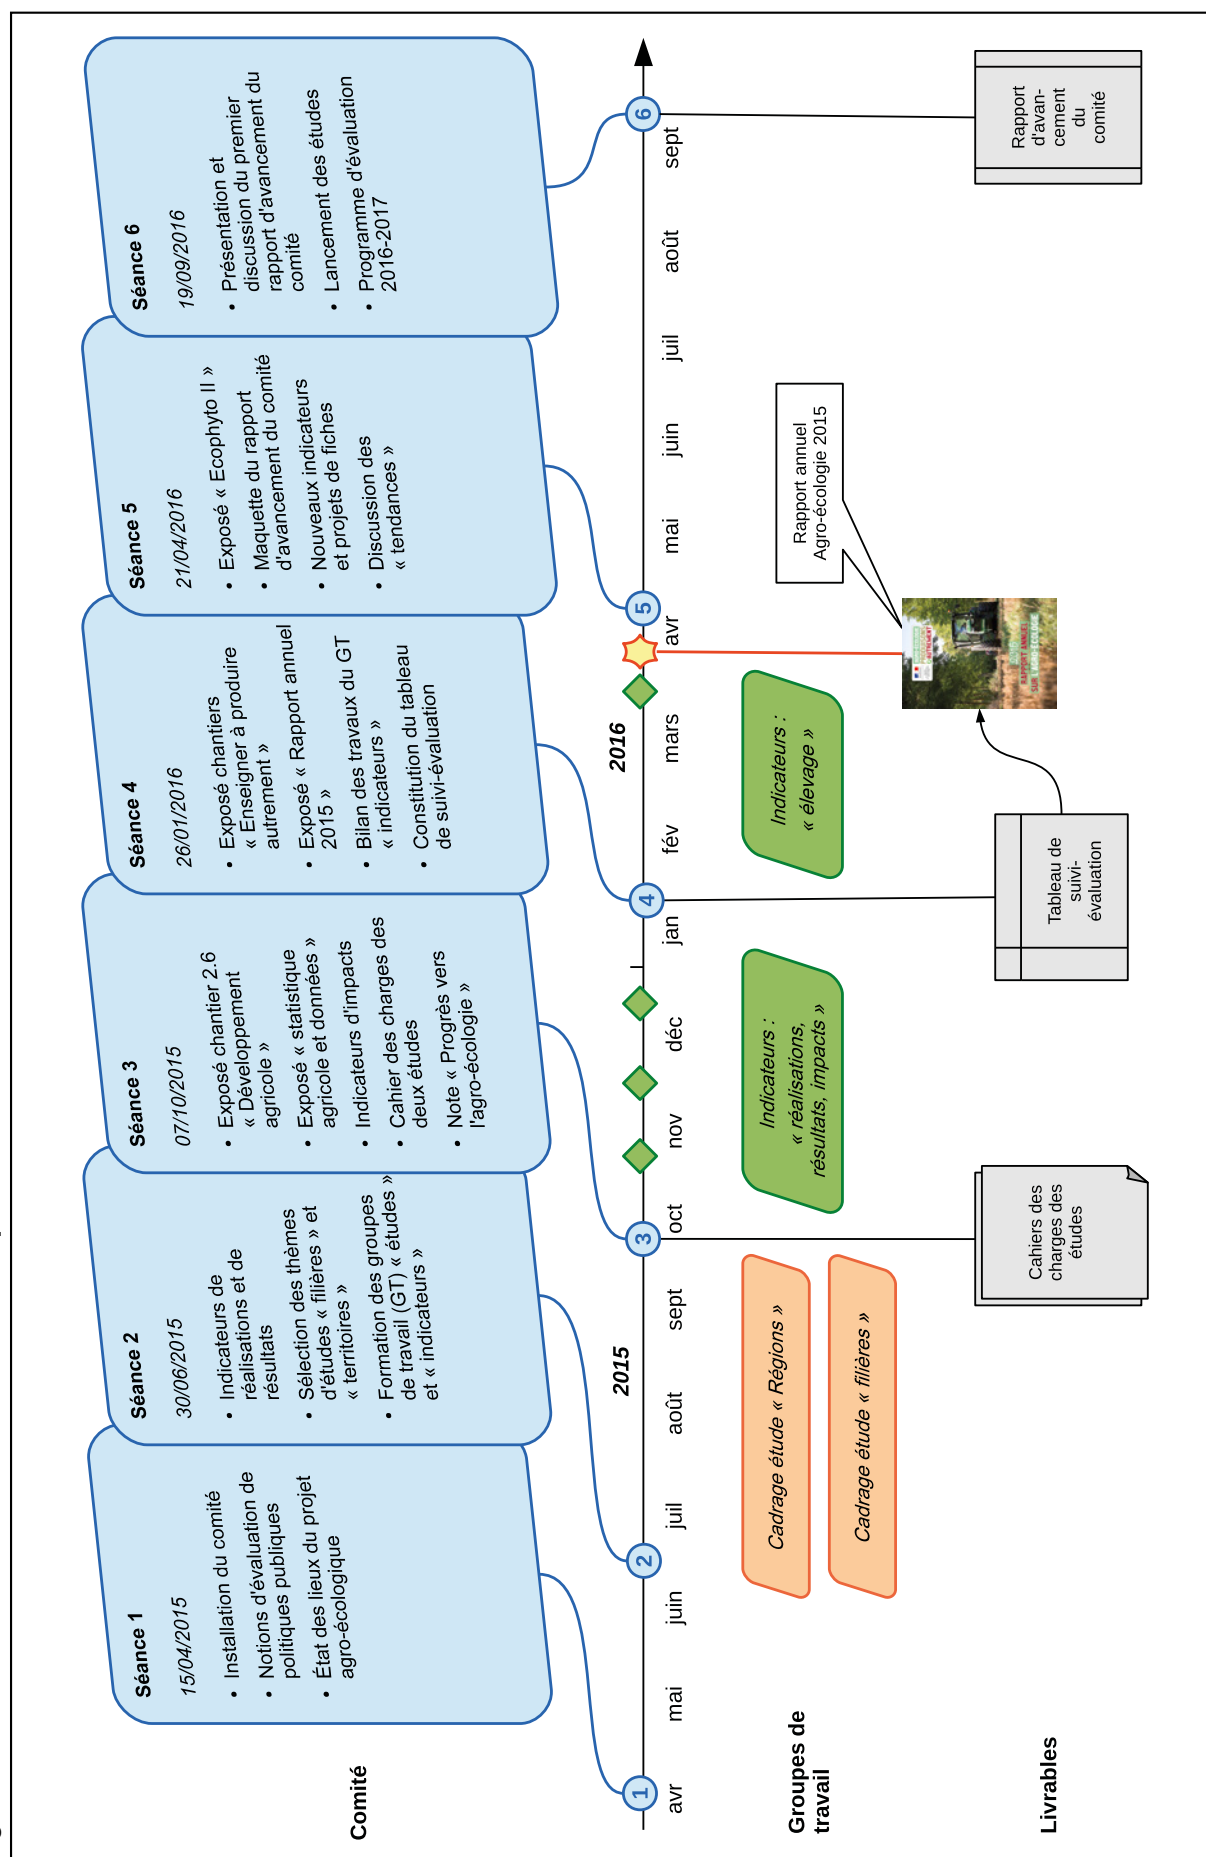 Comité
Séance 1
15/04/2015
• Installation du comité
• Notions d'évaluation de
politiques publiques
• État des lieux du projet
agro-écologique
Séance 2
30/06/2015
• Indicateurs de
réalisations et de
résultats
• Sélection des thèmes
d'études « filières » et
« territoires »
• Formation des groupes
de travail (GT) « études »
et « indicateurs »
Séance 3
07/10/2015
• Exposé chantier 2.6
« Développement
agricole »
• Exposé « statistique
agricole et données »
• Indicateurs d'impacts
• Cahier des charges des
deux études
• Note « Progrès vers
l'agro-écologie »
Séance 4
26/01/2016
• Exposé chantiers
« Enseigner à produire
autrement »
• Exposé « Rapport annuel
2015 »
• Bilan des travaux du GT
« indicateurs »
• Constitution du tableau
de suivi-évaluation
Séance 5
21/04/2016
• Exposé « Ecophyto II »
• Maquette du rapport
d'avancement du comité
• Nouveaux indicateurs
et projets de fiches
• Discussion des
« tendances »
Séance 6
19/09/2016
• Présentation et
discussion du premier
rapport d'avancement du
comité
• Lancement des études
• Programme d'évaluation
2016-2017
2015
2016
1
2
3
4
5
6
avr
mai
juin
juil
août
sept
oct
nov
déc
jan
fév
mars
avr
mai
juin
juil
août
sept
Groupes de
travail
Cadrage étude « Régions »
Cadrage étude « filières »
Indicateurs :
« réalisations,
résultats, impacts »
Indicateurs :
« élevage »
Rapport annuel
Agro-écologie 2015
Livrables
Cahiers des
charges des
études
Tableau de
suivi-
évaluation
AUTREMENT
RAPPORT ANNUEL
Rapport
d'avan-
cement
du
comité